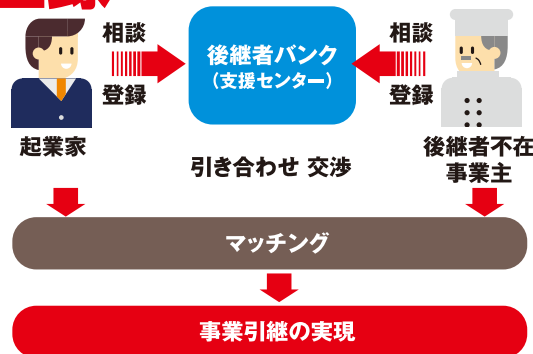 相談
登録
後継者バンク
（支援センター）
相談
登録
起業家
後継者不在
事業主
引き合わせ 交渉
マッチング
事業引継の実現